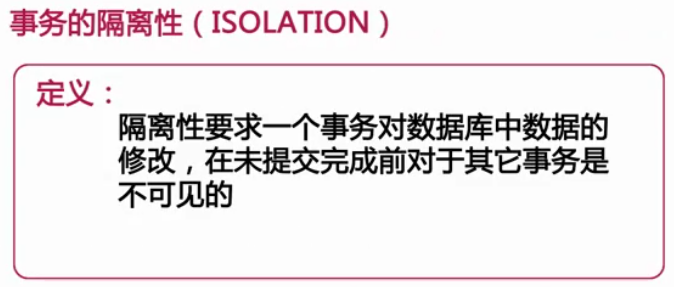 事务的隔离性（ISOLATION）
定义：
隔离性要求一个事务对数据库中数据的
修改，在未提交完成前对于其它事务是
不可见的